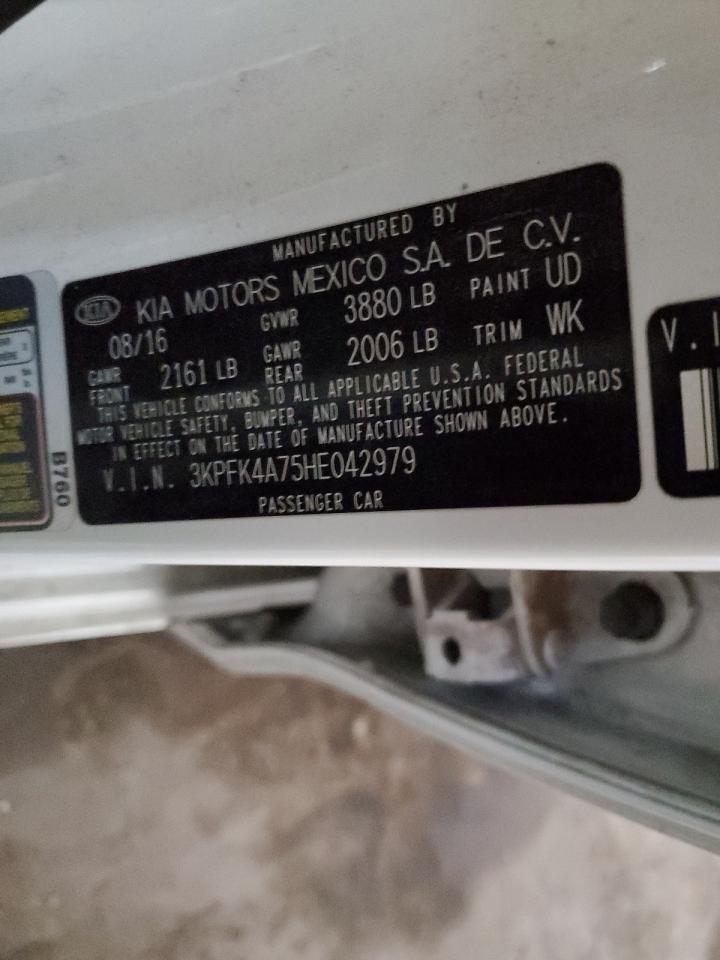 MANUFACTURED BY
KIA KIA MOTORS MEXICO S.A. DE C.V.
08/16 GVWR 3880 LB PAINT UD
GAWR FRONT 2161 LB GAWR REAR 2006 LB TRIM WK
THIS VEHICLE CONFORMS TO ALL APPLICABLE U.S.A. FEDERAL
MOTOR VEHICLE SAFETY, BUMPER, AND THEFT PREVENTION STANDARDS
IN EFFECT ON THE DATE OF MANUFACTURE SHOWN ABOVE.
V.I.N. 3KPFK4A75HE042979
PASSENGER CAR
B760
V.I